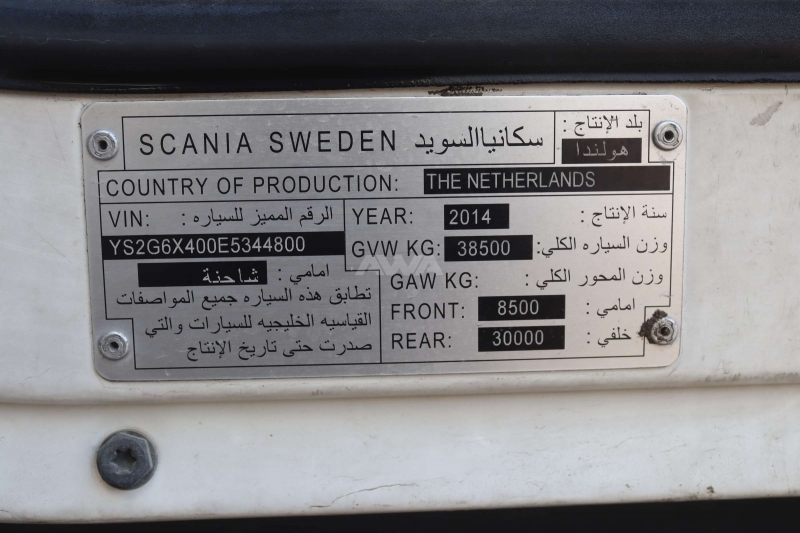 SCANIA SWEDEN سكانياالسويد
بلد الإنتاج :
هولندا
COUNTRY OF PRODUCTION: THE NETHERLANDS
VIN: الرقم المميز للسياره :
YS2G6X400E5344800
امامي : شاحنة
تطابق هذه السياره جميع المواصفات
القياسيه الخليجيه للسيارات والتي
صدرت حتى تاريخ الإنتاج
YEAR: 2014 سنة الإنتاج :
GVW KG: 38500 وزن السياره الكلي:
GAW KG: وزن المحور الكلي :
FRONT: 8500 امامي :
REAR: 30000 خلفي :